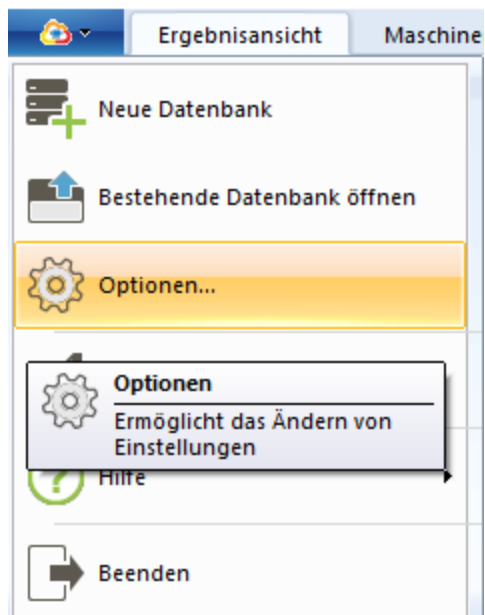 Ergebnisansicht Maschine
Neue Datenbank
Bestehende Datenbank öffnen
Optionen...
Optionen
Ermöglicht das Ändern von
Einstellungen
Hilfe
Beenden